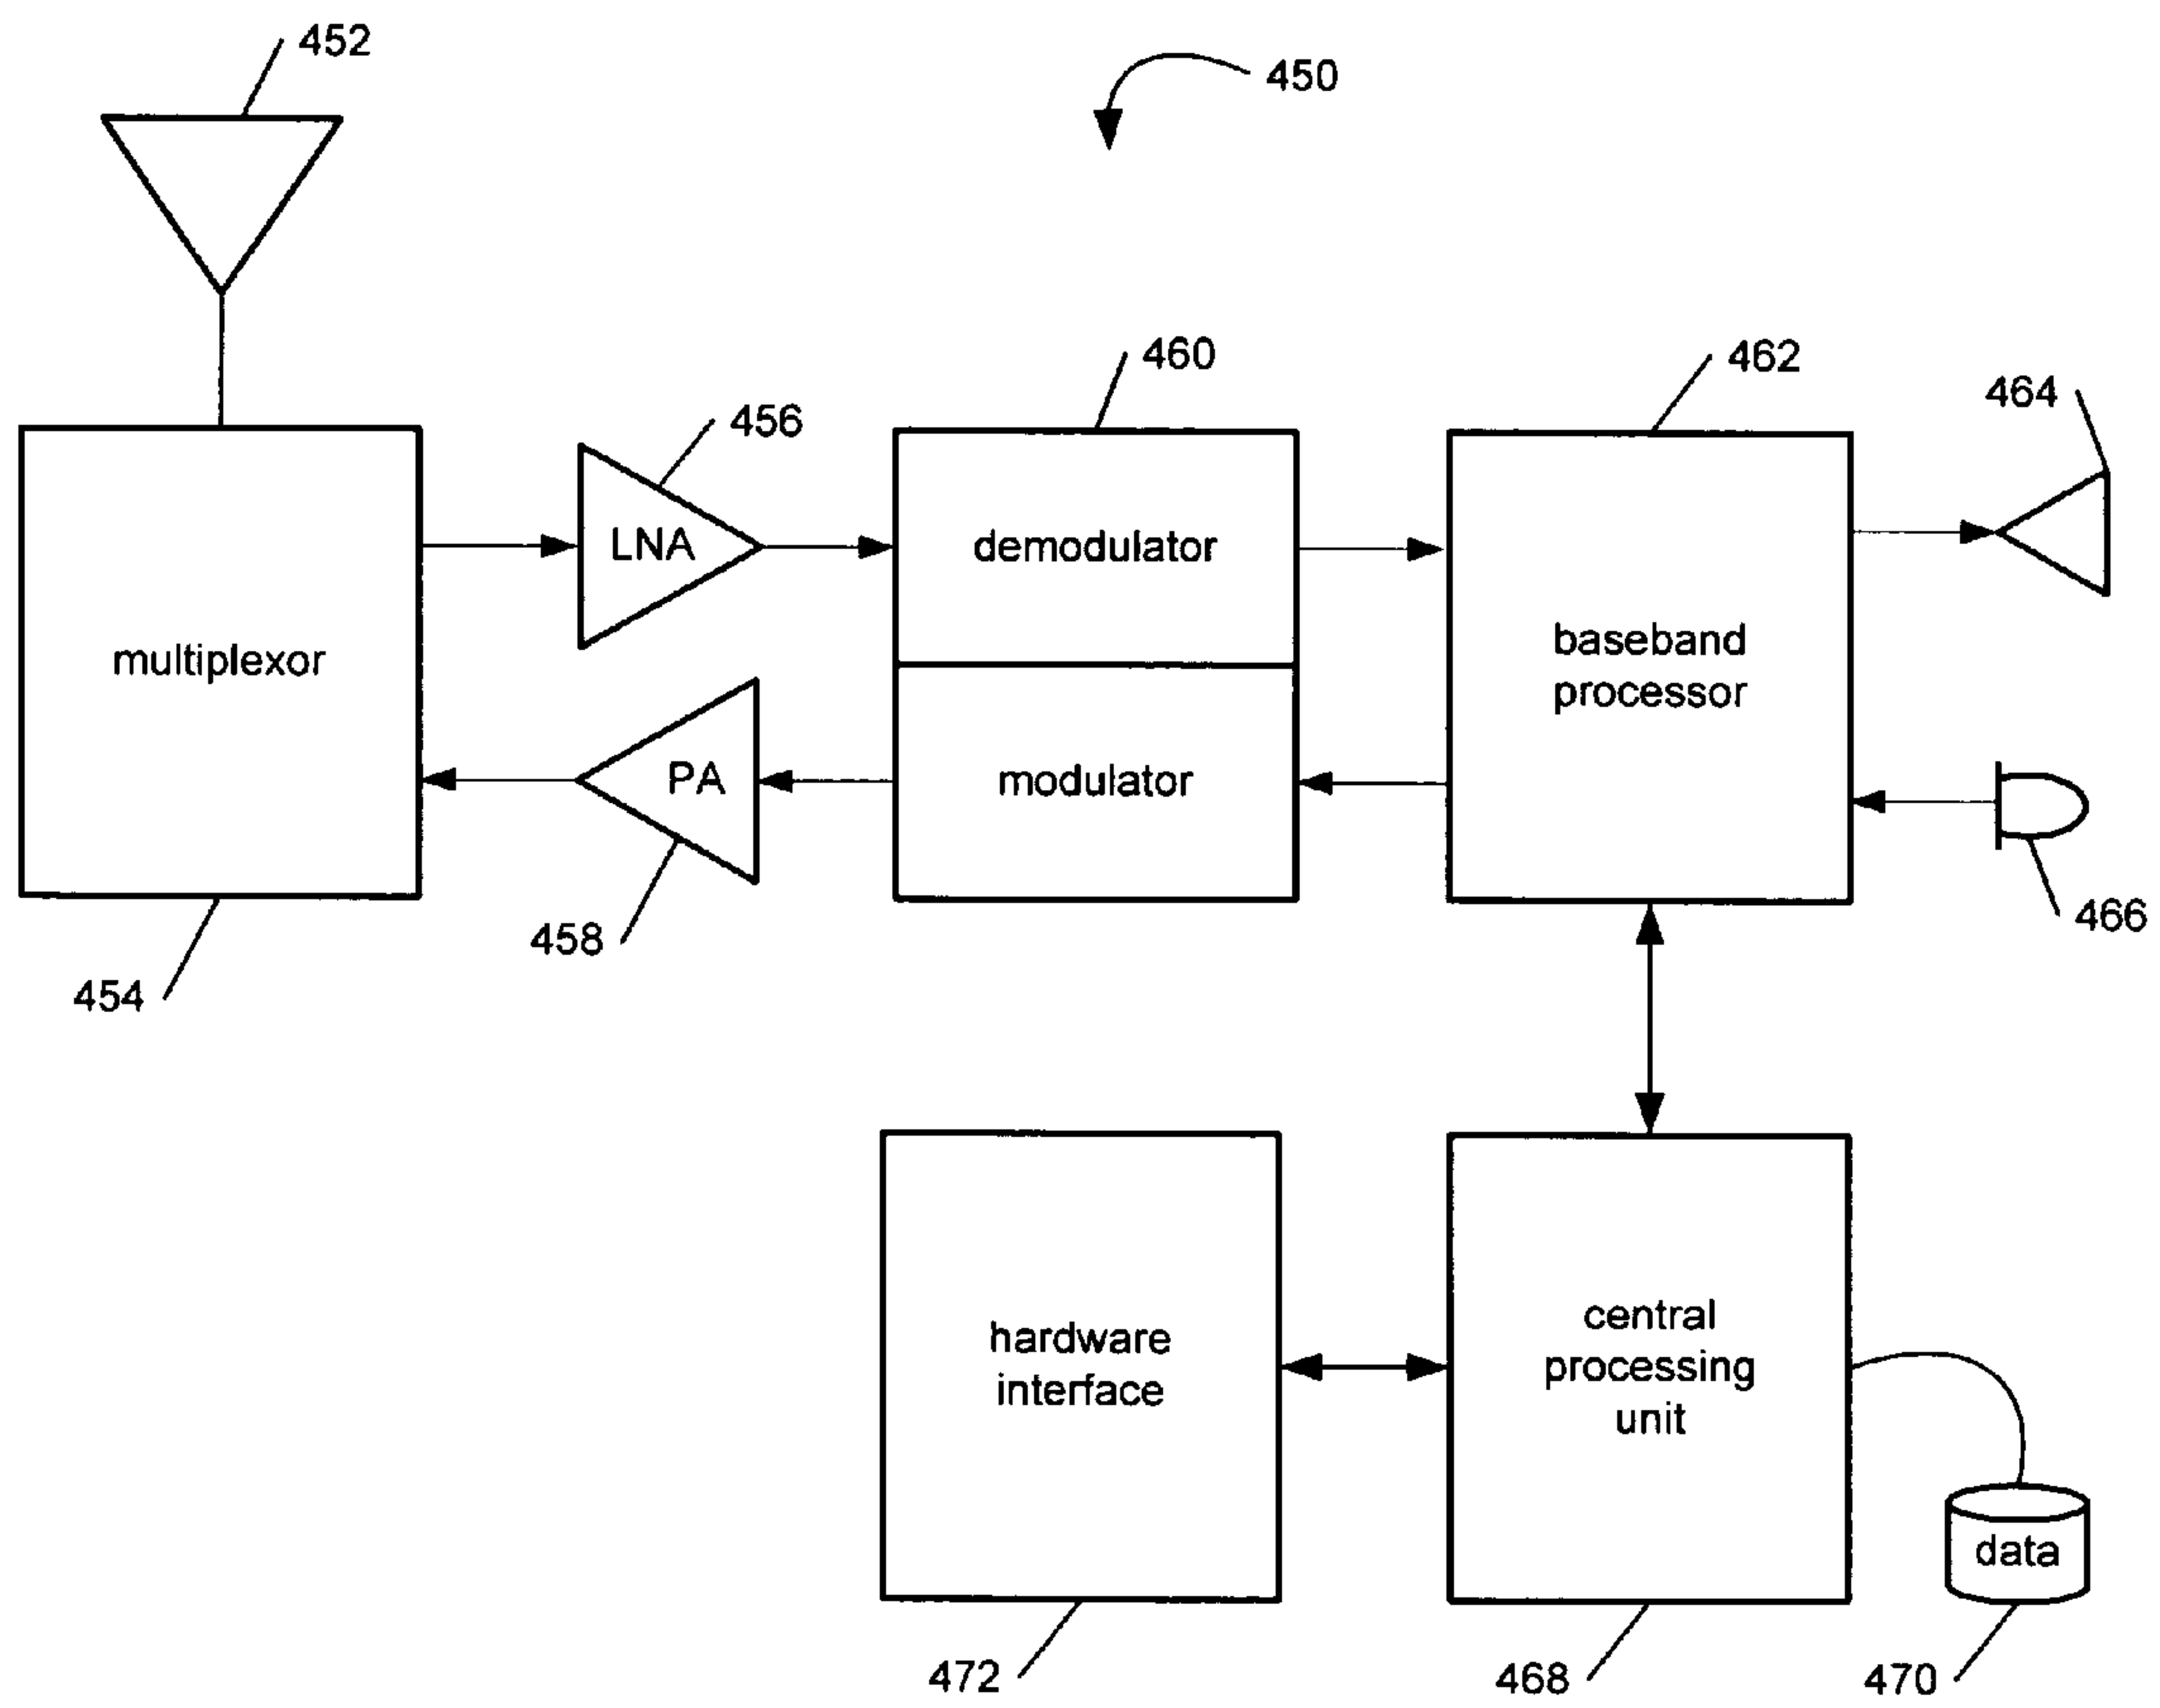 452
450
460
462
464
456
LNA
demodulator
baseband
processor
multiplexor
PA
modulator
458
466
454
hardware
interface
central
processing
unit
data
472
468
470